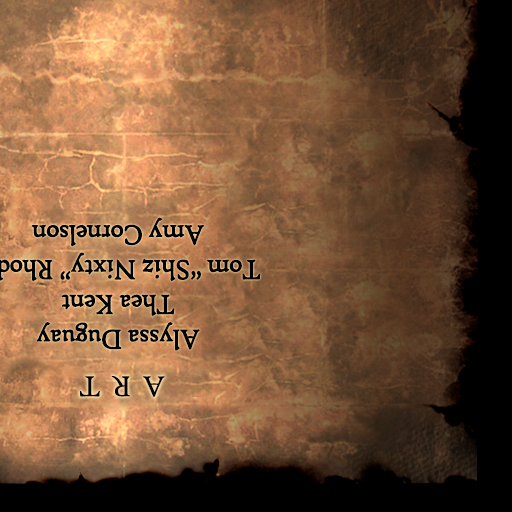 A R T
Alyssa Duguay
Thea Kent
Tom “Shiz Nixty” Rhod
Amy Cornelson